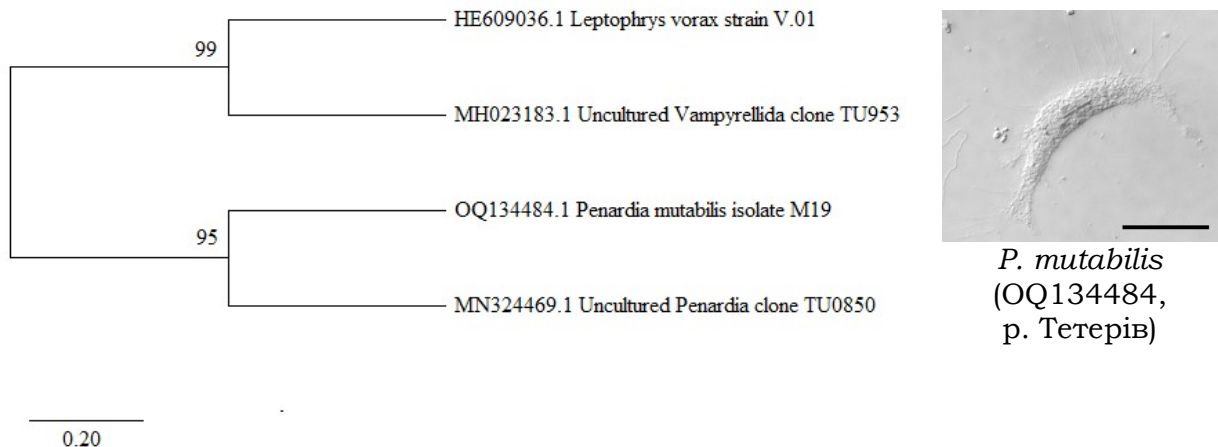 HE609036.1 Leptophrys vorax strain V.01
99
MH023183.1 Uncultured Vampyrellida clone TU953
OQ134484.1 Penardia mutabilis isolate M19
95
MN324469.1 Uncultured Penardia clone TU0850
0.20
P. mutabilis
(OQ134484,
р. Тетерів)